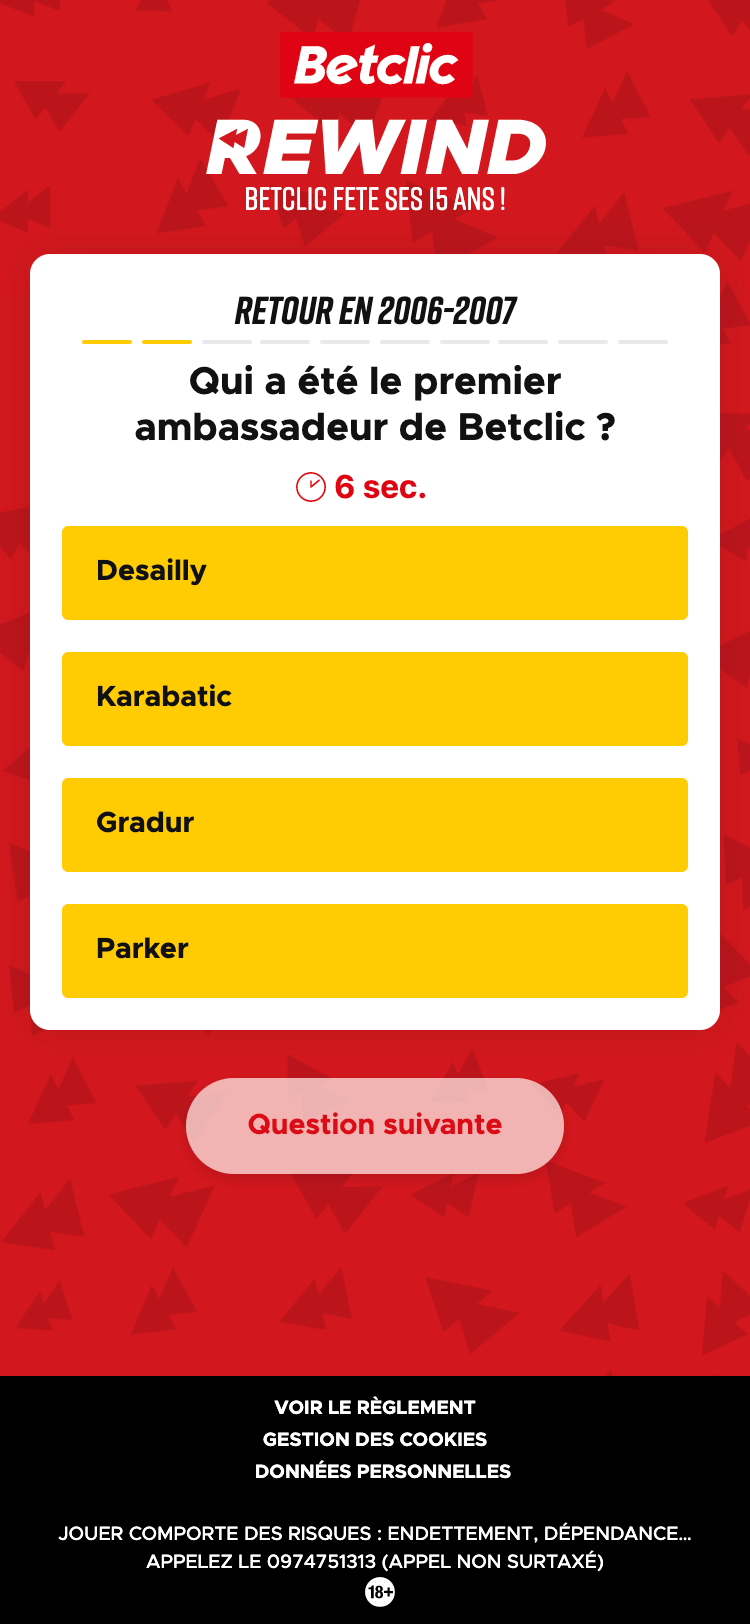 Betclic
REWIND
BETCLIC FETE SES 15 ANS !
RETOUR EN 2006-2007
Qui a été le premier
ambassadeur de Betclic ?
6 sec.
Desailly
Karabatic
Gradur
Parker
Question suivante
VOIR LE RÈGLEMENT
GESTION DES COOKIES
DONNÉES PERSONNELLES
JOUER COMPORTE DES RISQUES : ENDETTEMENT, DÉPENDANCE...
APPELEZ LE 0974751313 (APPEL NON SURTAXÉ)
18+